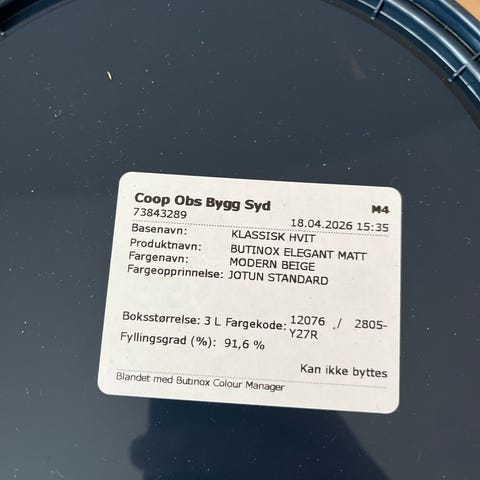 Coop Obs Bygg Syd M4
73843289 18.04.2026 15:35
Basenavn: KLASSISK HVIT
Produktnavn: BUTINOX ELEGANT MATT
Fargenavn: MODERN BEIGE
Fargeopprinnelse: JOTUN STANDARD
Boksstørrelse: 3 L Fargekode: 12076 / 2805-
Y27R
Fyllingsgrad (%): 91,6 %
Kan ikke byttes
Blandet med Butinox Colour Manager